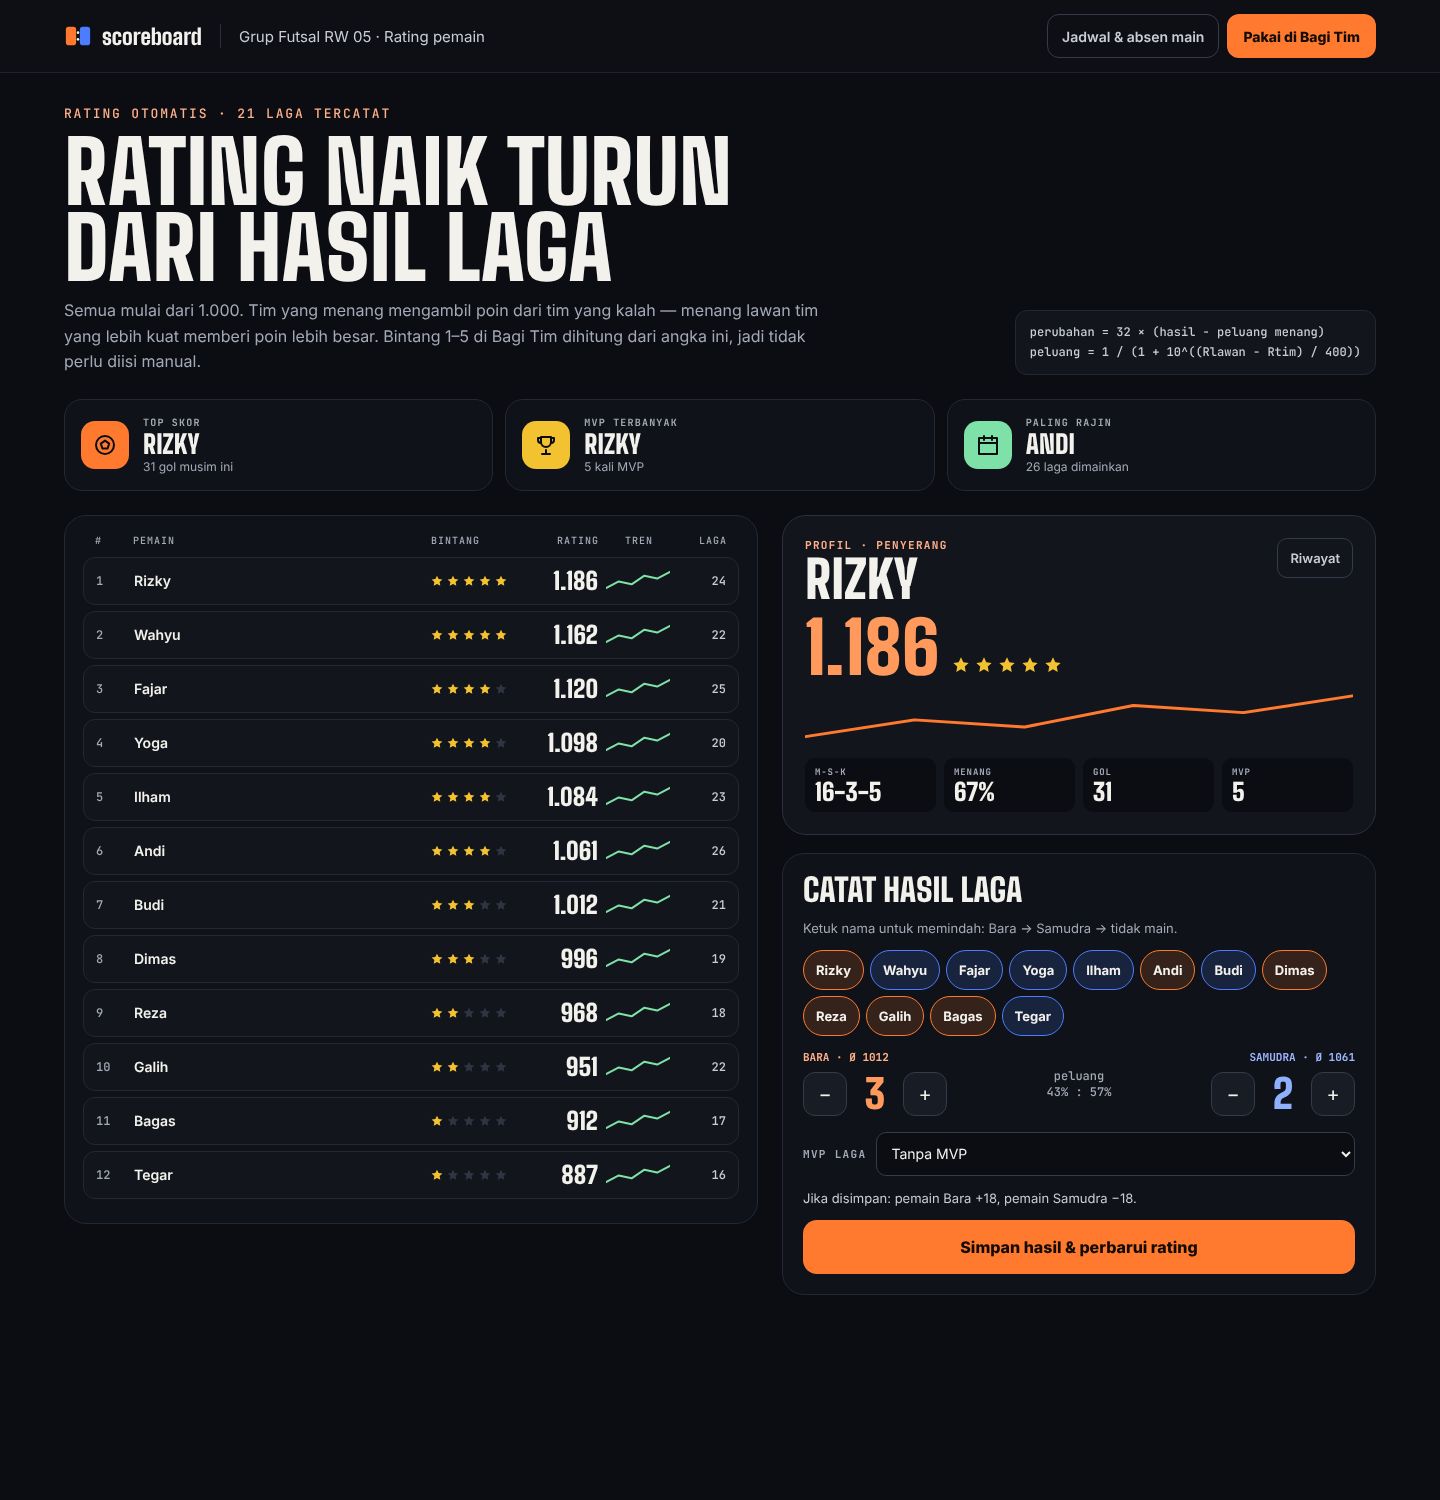 scoreboard
Grup Futsal RW 05 · Rating pemain
Jadwal & absen main
Pakai di Bagi Tim
RATING OTOMATIS · 21 LAGA TERCATAT
RATING NAIK TURUN
DARI HASIL LAGA
Semua mulai dari 1.000. Tim yang menang mengambil poin dari tim yang kalah — menang lawan tim
yang lebih kuat memberi poin lebih besar. Bintang 1–5 di Bagi Tim dihitung dari angka ini, jadi tidak
perlu diisi manual.
perubahan = 32 × (hasil - peluang menang)
peluang = 1 / (1 + 10^((Rlawan - Rtim) / 400))
TOP SKOR
RIZKY
31 gol musim ini
MVP TERBANYAK
RIZKY
5 kali MVP
PALING RAJIN
ANDI
26 laga dimainkan
# PEMAIN BINTANG RATING TREN LAGA
1 Rizky ★★★★★ 1.186 24
2 Wahyu ★★★★★ 1.162 22
3 Fajar ★★★★★ 1.120 25
4 Yoga ★★★★★ 1.098 20
5 Ilham ★★★★★ 1.084 23
6 Andi ★★★★★ 1.061 26
7 Budi ★★★★★ 1.012 21
8 Dimas ★★★★★ 996 19
9 Reza ★★★★★ 968 18
10 Galih ★★★★★ 951 22
11 Bagas ★★★★★ 912 17
12 Tegar ★★★★★ 887 16
PROFIL · PENYERANG
RIZKY
Riwayat
1.186 ★★★★★
M-S-K
16-3-5
MENANG
67%
GOL
31
MVP
5
CATAT HASIL LAGA
Ketuk nama untuk memindah: Bara → Samudra → tidak main.
Rizky Wahyu Fajar Yoga Ilham Andi Budi Dimas
Reza Galih Bagas Tegar
BARA · Ø 1012
− 3 +
peluang
43% : 57%
SAMUDRA · Ø 1061
− 2 +
MVP LAGA Tanpa MVP
Jika disimpan: pemain Bara +18, pemain Samudra −18.
Simpan hasil & perbarui rating